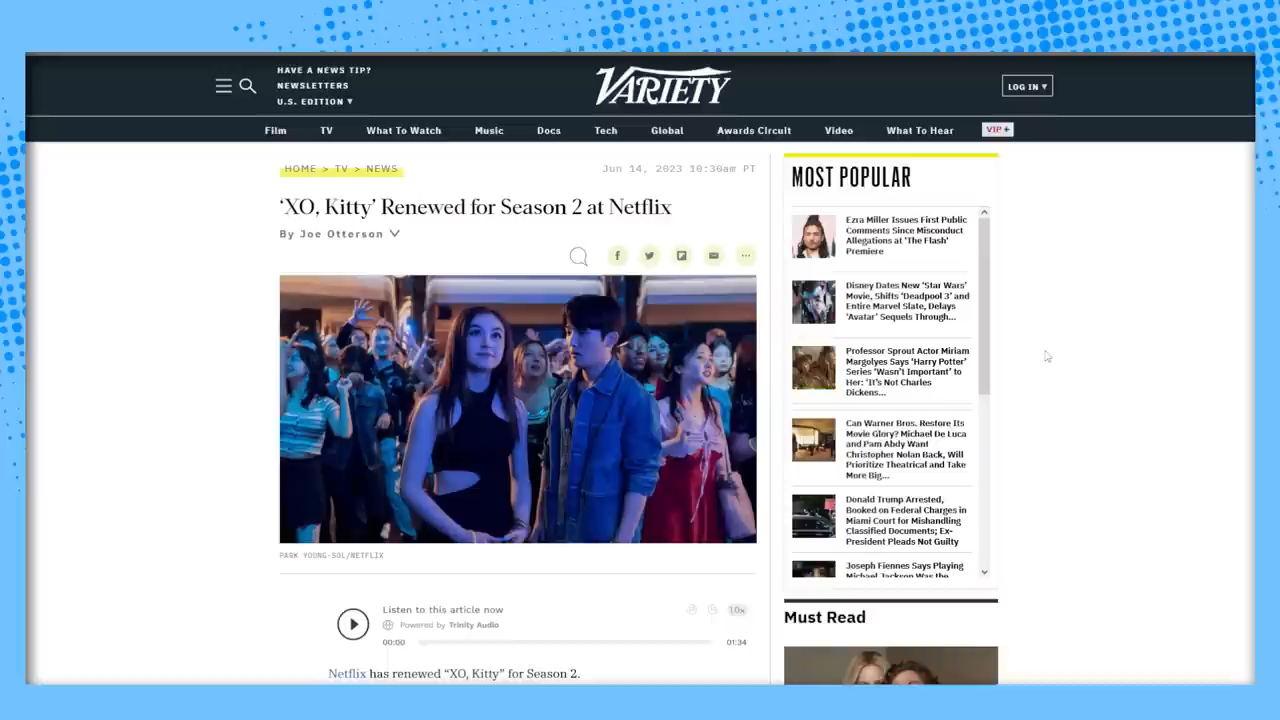 HAVE A NEWS TIP?
NEWSLETTERS
U.S. EDITION ▾
VARIETY
LOG IN ▾
Film TV What To Watch Music Docs Tech Global Awards Circuit Video What To Hear VIP+
HOME > TV > NEWS
Jun 14, 2023 10:30am PT
‘XO, Kitty’ Renewed for Season 2 at Netflix
By Joe Otterson
PARK YOUNG-SOL/NETFLIX
Listen to this article now
1.0x
Powered by Trinity Audio
00:00
01:34
Netflix has renewed “XO, Kitty” for Season 2.
MOST POPULAR
Ezra Miller Issues First Public
Comments Since Misconduct
Allegations at ‘The Flash’
Premiere
Disney Dates New ‘Star Wars’
Movie, Shifts ‘Deadpool 3’ and
Entire Marvel Slate, Delays
‘Avatar’ Sequels Through...
Professor Sprout Actor Miriam
Margolyes Says ‘Harry Potter’
Series ‘Wasn’t Important’ to
Her: ‘It’s Not Charles
Dickens...
Can Warner Bros. Restore Its
Movie Glory? Michael De Luca
and Pam Abdy Want
Christopher Nolan Back, Will
Prioritize Theatrical and Take
More Big...
Donald Trump Arrested,
Booked on Federal Charges in
Miami Court for Mishandling
Classified Documents; Ex-
President Pleads Not Guilty
Joseph Fiennes Says Playing
Michael Jackson Was the
Must Read